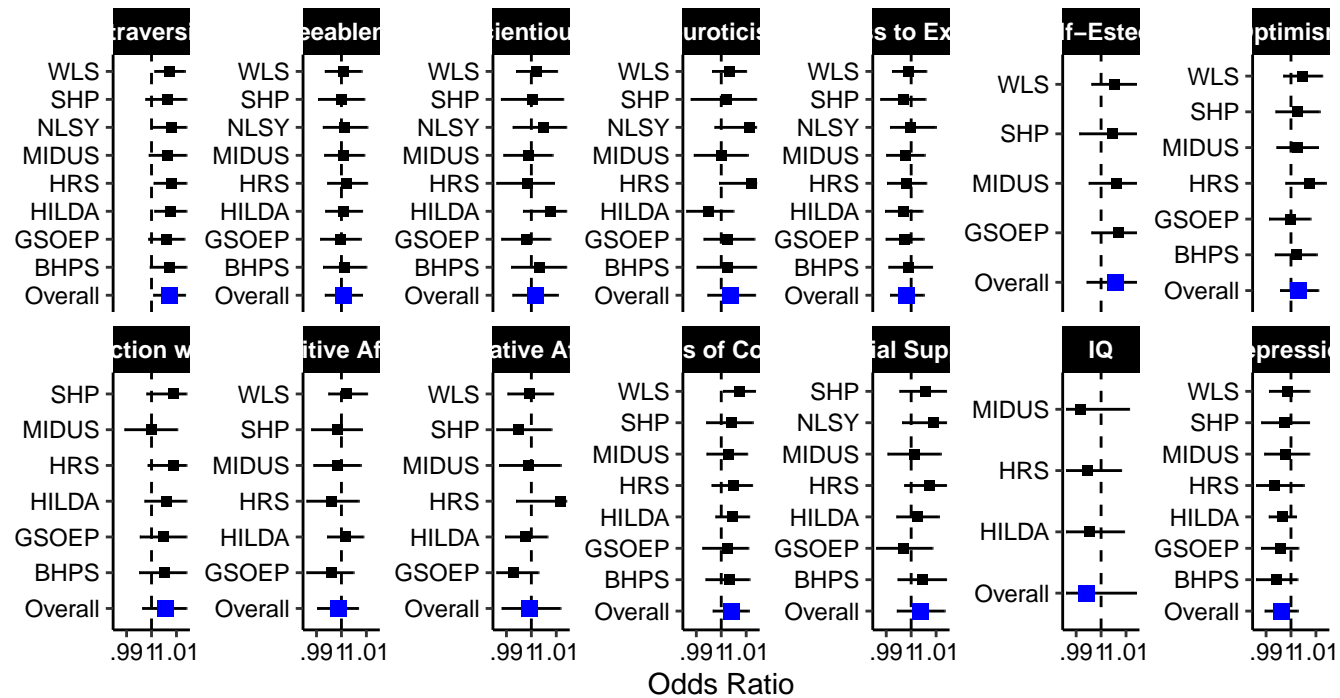 traversi eeablen cientious uroticis s to Ex lf−Estee ptimism
WLS WLS WLS WLS WLS WLS WLS
SHP SHP SHP SHP SHP SHP SHP
NLSY NLSY NLSY NLSY NLSY MIDUS MIDUS
MIDUS MIDUS MIDUS MIDUS MIDUS GSOEP HRS
HRS HRS HRS HRS HRS Overall GSOEP
HILDA HILDA HILDA HILDA HILDA BHPS
GSOEP GSOEP GSOEP GSOEP GSOEP Overall
BHPS BHPS BHPS BHPS BHPS
Overall Overall Overall Overall Overall
ction w itive Af ative Af s of Co ial Sup IQ epressio
SHP WLS WLS WLS SHP MIDUS WLS
MIDUS SHP SHP SHP NLSY HRS SHP
HRS MIDUS MIDUS MIDUS MIDUS HILDA MIDUS
HILDA HRS HRS HRS HRS Overall HRS
GSOEP HILDA GSOEP HILDA HILDA HILDA
BHPS GSOEP HILDA GSOEP GSOEP GSOEP
Overall Overall Overall BHPS BHPS BHPS
Overall Overall Overall
.99 1 1.01 .99 1 1.01 .99 1 1.01 .99 1 1.01 .99 1 1.01 .99 1 1.01 .99 1 1.01
Odds Ratio